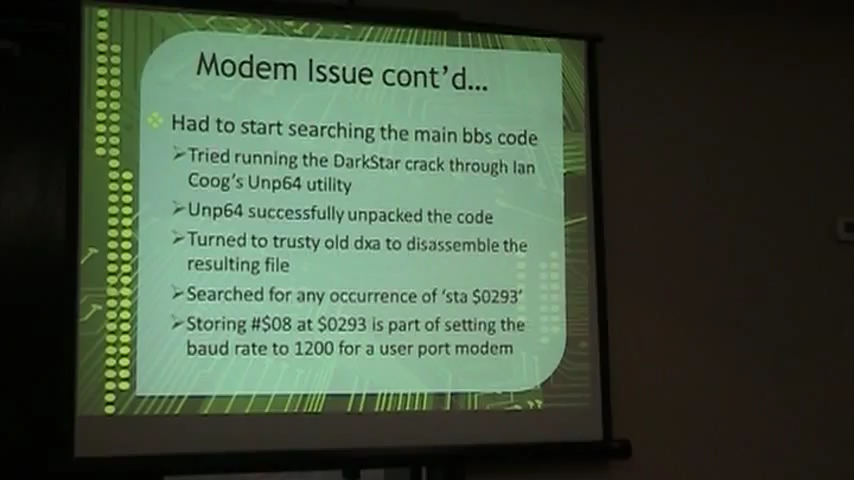 Modem Issue cont'd...
Had to start searching the main bbs code
Tried running the DarkStar crack through Ian
Coog's Unp64 utility
Unp64 successfully unpacked the code
Turned to trusty old dxa to disassemble the
resulting file
Searched for any occurrence of 'sta $0293'
Storing #$08 at $0293 is part of setting the
baud rate to 1200 for a user port modem